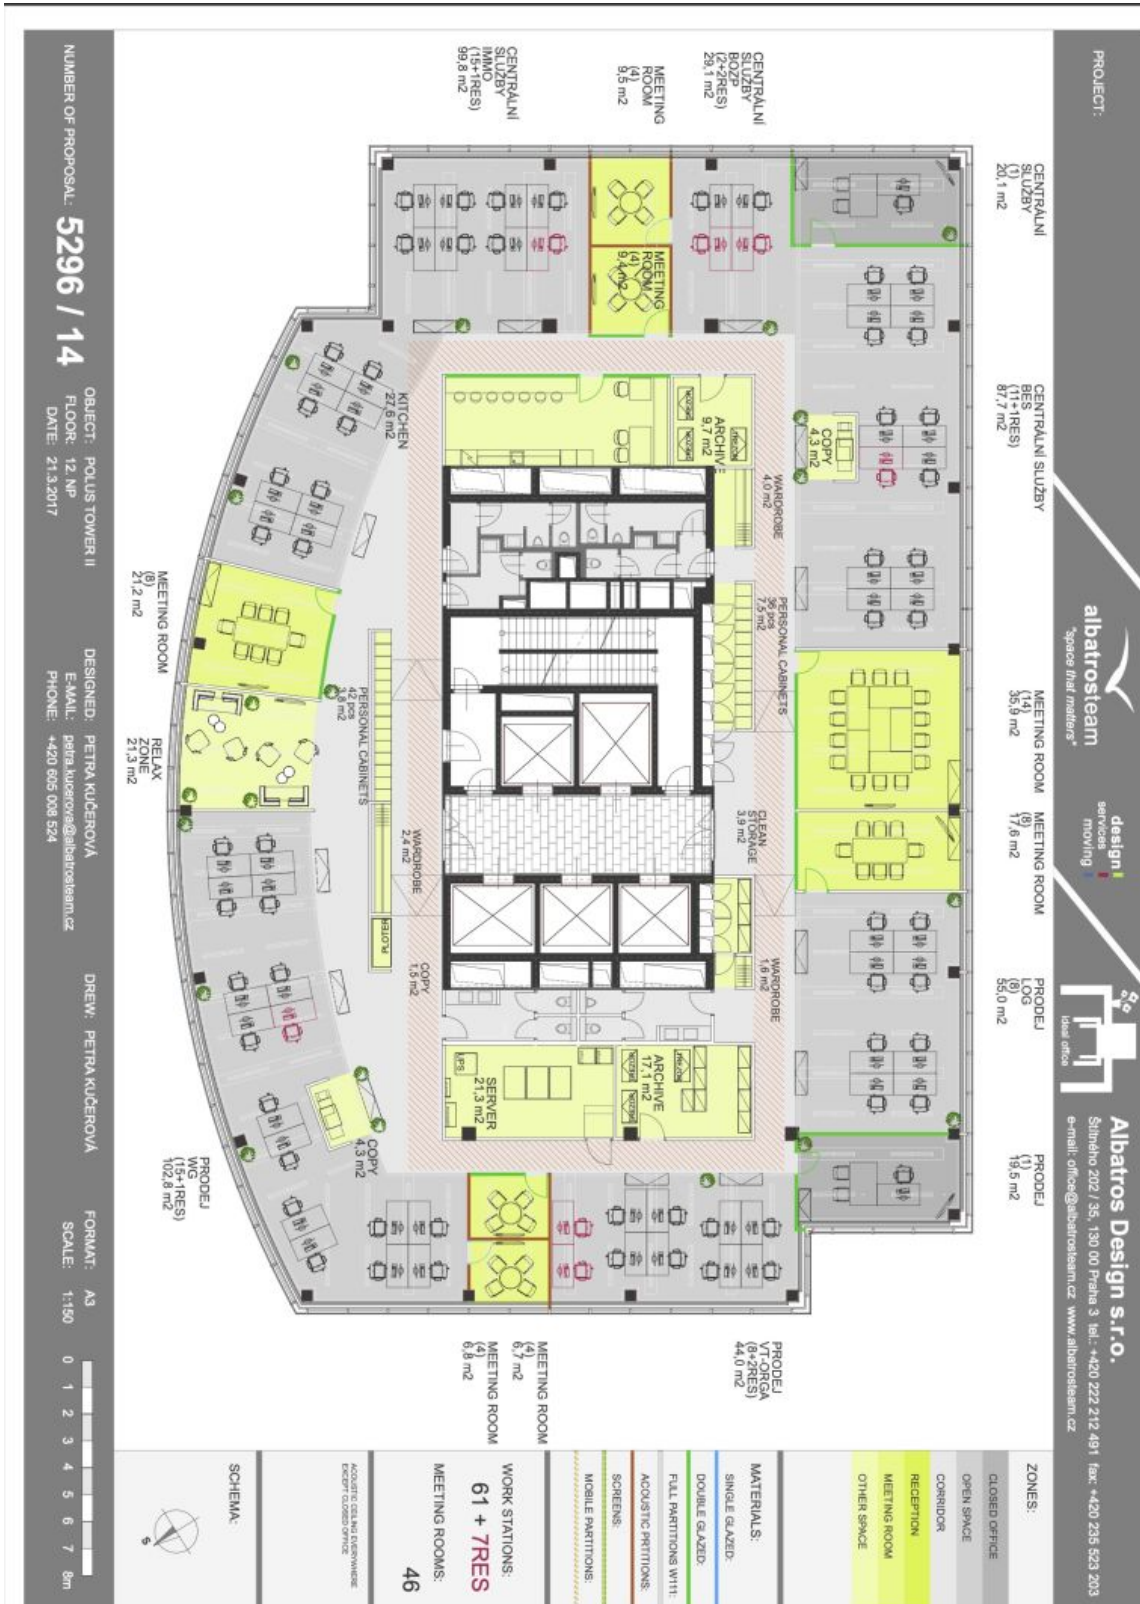 PROJECT:
albatrosteam
"space that matters"
design
services
moving
ideal office
Albatros Design s.r.o.
Štítného 202 / 35, 130 00 Praha 3 tel.: +420 222 212 491 fax: +420 235 523 203
e-mail: office@albatrosteam.cz www.albatrosteam.cz
CENTRÁLNÍ
SLUŽBY
(1)
20,1 m2
CENTRÁLNÍ SLUŽBY
BES
(11+1RES)
87,7 m2
MEETING ROOM
(14)
35,9 m2
MEETING ROOM
(8)
17,6 m2
PRODEJ
LOG
(8)
55,0 m2
PRODEJ
(1)
19,5 m2
CENTRÁLNÍ
SLUŽBY
BOZP
(2+2RES)
29,1 m2
MEETING
ROOM
(4)
9,5 m2
CENTRÁLNÍ
SLUŽBY
IMMO
(15+1RES)
99,8 m2
MEETING
ROOM
(4)
9,4 m2
COPY
4,3 m2
ARCHIVE
9,7 m2
WARDROBE
4,0 m2
PERSONAL CABINETS
36 pcs
7,5 m2
CLEAN
STORAGE
3,9 m2
WARDROBE
1,6 m2
KITCHEN
27,6 m2
ARCHIVE
17,1 m2
SERVER
21,3 m2
UPS
PERSONAL CABINETS
42 pcs
3,8 m2
WARDROBE
2,4 m2
PLOTER
COPY
1,5 m2
COPY
4,3 m2
MEETING ROOM
(8)
21,2 m2
RELAX
ZONE
21,3 m2
PRODEJ
WG
(15+1RES)
102,8 m2
PRODEJ
VT-ORGA
(8+2RES)
44,0 m2
MEETING ROOM
(4)
6,7 m2
MEETING ROOM
(4)
6,8 m2
ZONES:
CLOSED OFFICE
OPEN SPACE
CORRIDOR
RECEPTION
MEETING ROOM
OTHER SPACE
MATERIALS:
SINGLE GLAZED:
DOUBLE GLAZED:
FULL PARTITIONS W111:
ACOUSTIC PRTITIONS:
SCREENS:
MOBILE PARTITIONS:
WORK STATIONS:
61 + 7RES
MEETING ROOMS:
46
ACOUSTIC CEILING EVERYWHERE
EXCEPT CLOSED OFFICE
SCHEMA:
S
NUMBER OF PROPOSAL: 5296 / 14
OBJECT: POLUS TOWER II
FLOOR: 12. NP
DATE: 21.3.2017
DESIGNED: PETRA KUČEROVÁ
E-MAIL: petra.kucerova@albatrosteam.cz
PHONE: +420 605 008 524
DREW: PETRA KUČEROVÁ
FORMAT: A3
SCALE: 1:150
0 1 2 3 4 5 6 7 8m